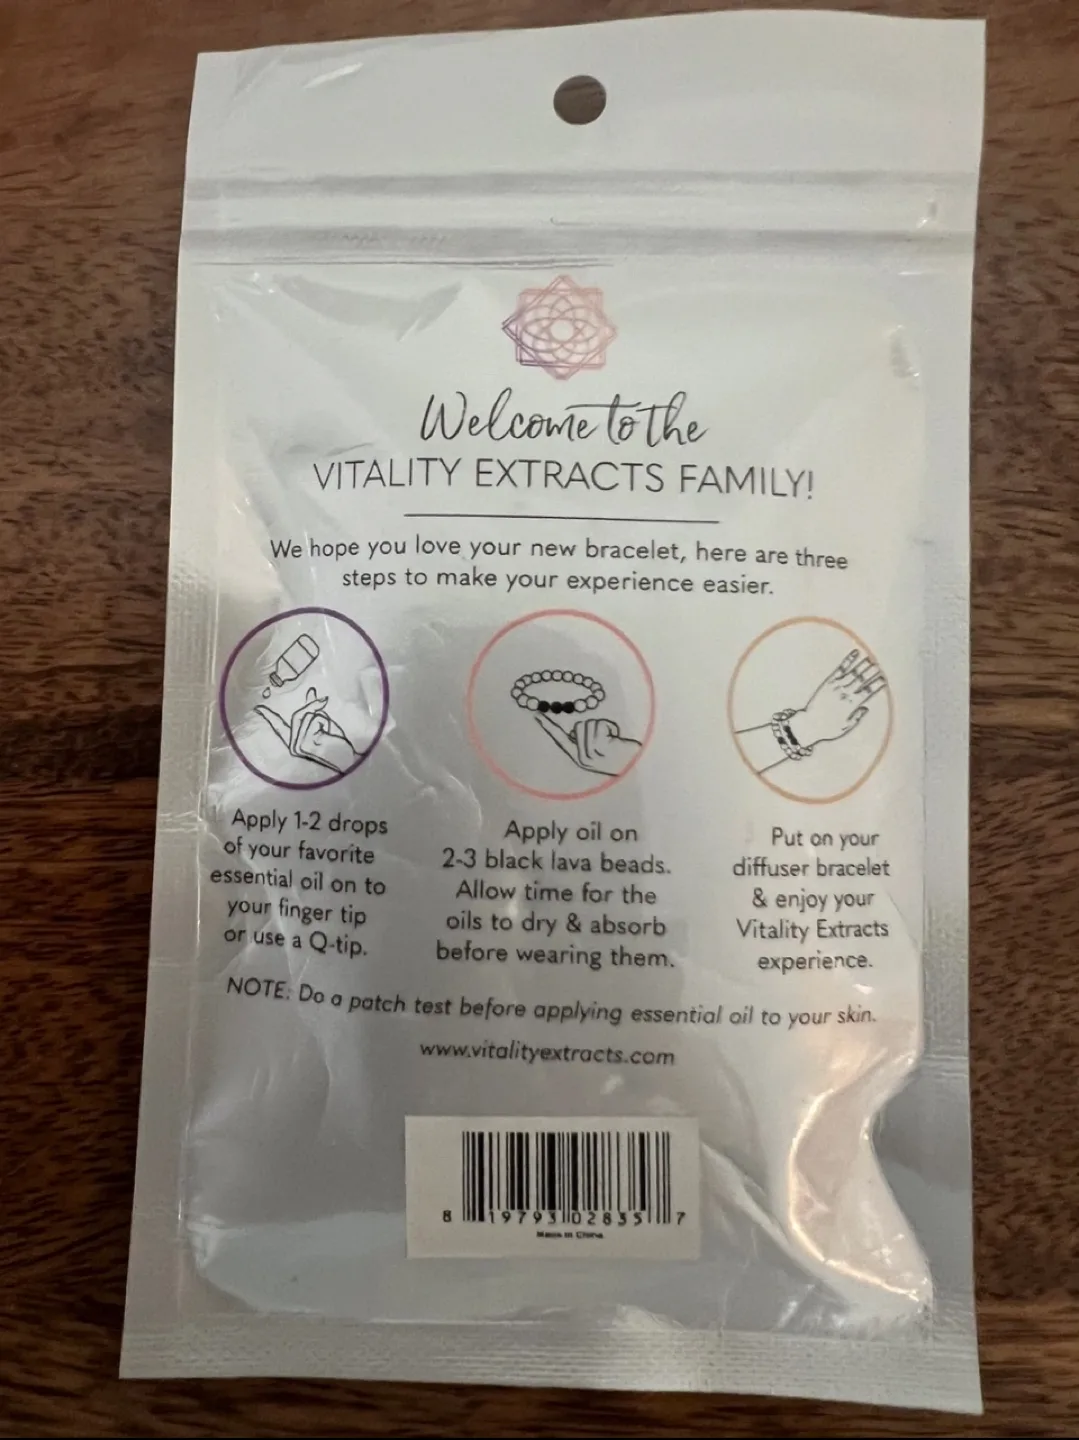 Welcome to the
VITALITY EXTRACTS FAMILY!
We hope you love your new bracelet, here are three
steps to make your experience easier.
Apply 1-2 drops
of your favorite
essential oil on to
your finger tip
or use a Q-tip.
Apply oil on
2-3 black lava beads.
Allow time for the
oils to dry & absorb
before wearing them.
Put on your
diffuser bracelet
& enjoy your
Vitality Extracts
experience.
NOTE: Do a patch test before applying essential oil to your skin.
www.vitalityextracts.com
8 19793 02835 7
Made in China